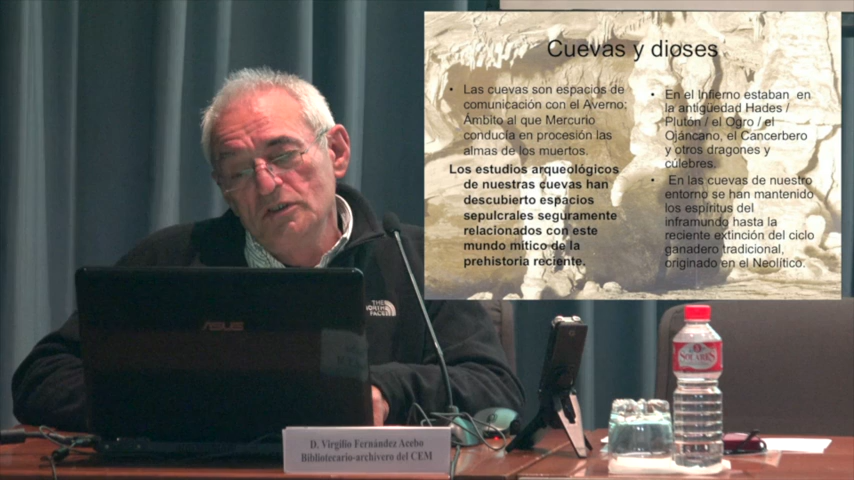 Cuevas y dioses
• Las cuevas son espacios de
comunicación con el Averno;
Ámbito al que Mercurio
conducía en procesión las
almas de los muertos.
Los estudios arqueológicos
de nuestras cuevas han
descubierto espacios
sepulcrales seguramente
relacionados con este
mundo mítico de la
prehistoria reciente.
• En el Infierno estaban en
la antigüedad Hades /
Plutón / el Ogro / el
Ojáncano, el Cancerbero
y otros dragones y
cúlebres.
• En las cuevas de nuestro
entorno se han mantenido
los espíritus del
inframundo hasta la
reciente extinción del ciclo
ganadero tradicional,
originado en el Neolítico.
THE
NORTH
FACE
ASUS
SOLARES
D. Virgilio Fernández Acebo
Bibliotecario-archivero del CEM